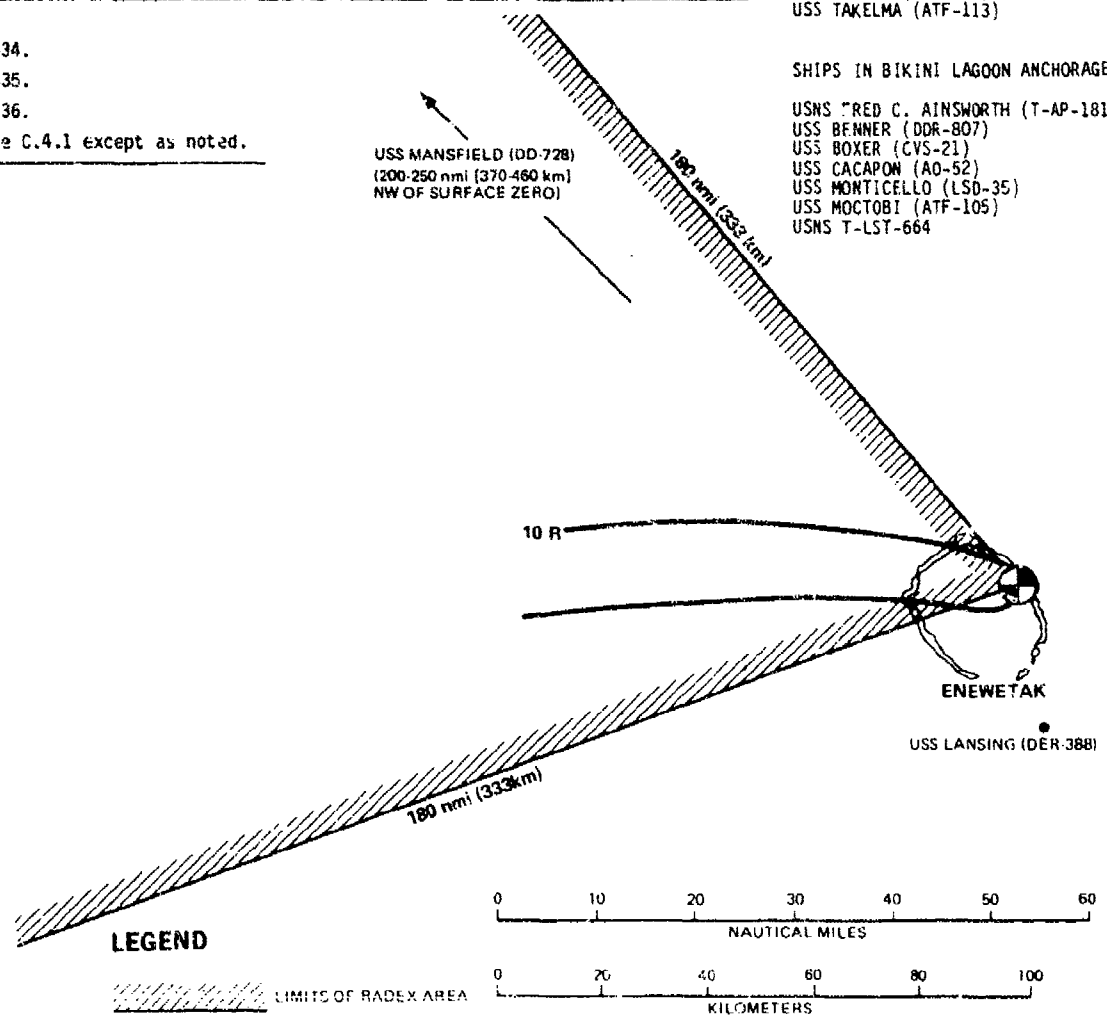 34.
35.
36.
e C.4.1 except as noted.
USS TAKELMA (ATF-113)
SHIPS IN BIKINI LAGOON ANCHORAGE
USNS FRED C. AINSWORTH (T-AP-181
USS BENNER (DDR-807)
USS BOXER (CVS-21)
USS CACAPON (AO-52)
USS MONTICELLO (LSD-35)
USS MOCTOBI (ATF-105)
USNS T-LST-664
USS MANSFIELD (DD-728)
(200-250 nmi [370-460 km]
NW OF SURFACE ZERO)
180 nmi (333 km)
10 R
ENEWETAK
USS LANSING (DER-388)
180 nmi (333km)
LEGEND
LIMITS OF RADEX AREA
0 10 20 30 40 50 60
NAUTICAL MILES
0 20 40 60 80 100
KILOMETERS